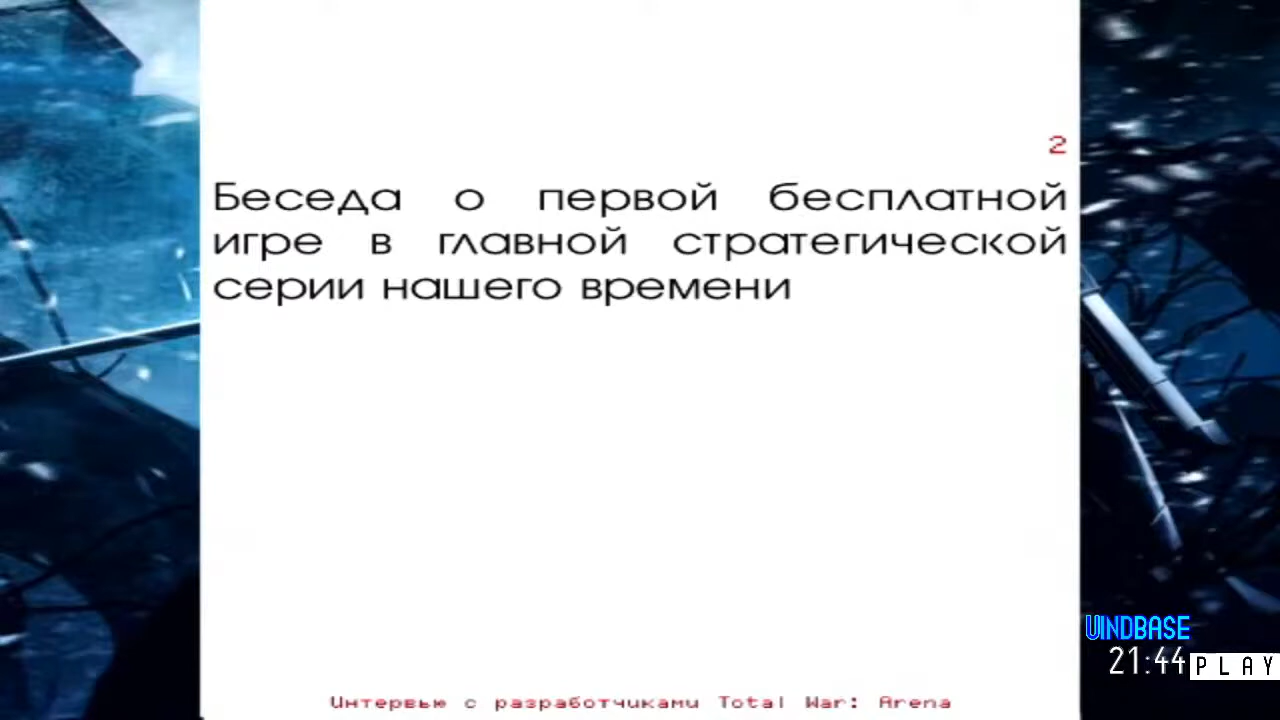 2
Беседа о первой бесплатной
игре в главной стратегической
серии нашего времени
UINDBASE
21:44 PLAY
Интервью с разработчиками Total War: Arena